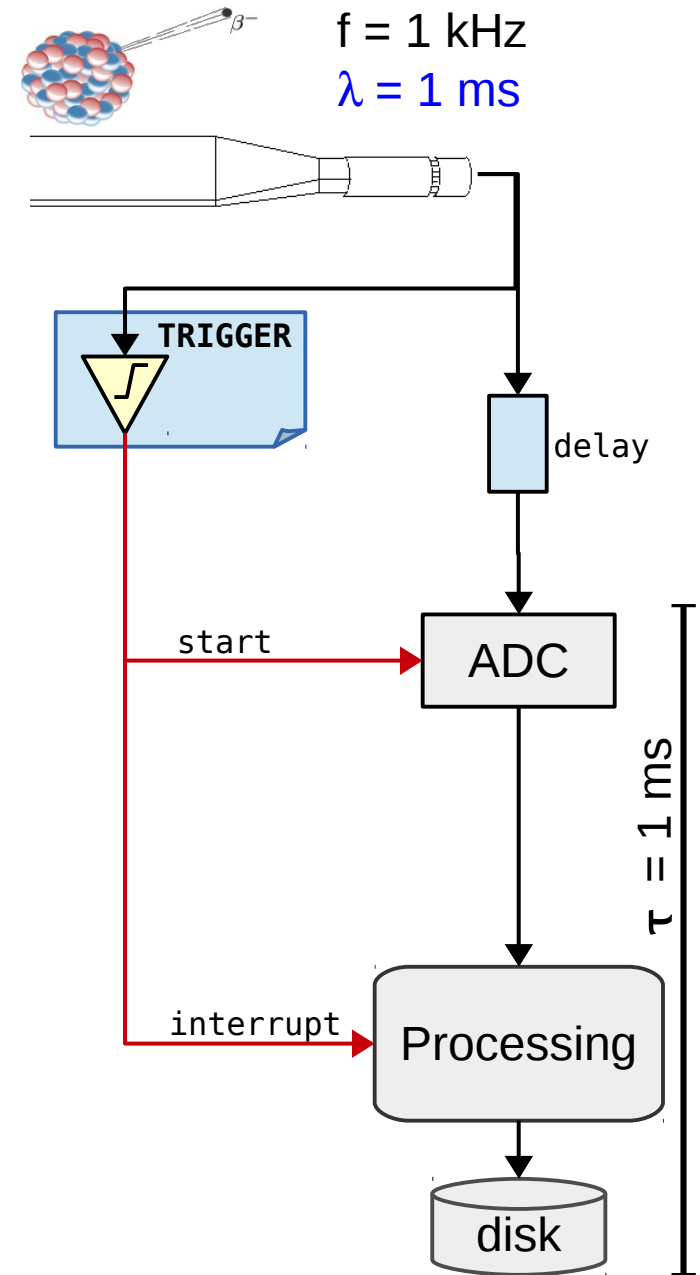 β⁻
f = 1 kHz
λ = 1 ms
TRIGGER
delay
start
ADC
τ = 1 ms
interrupt
Processing
disk